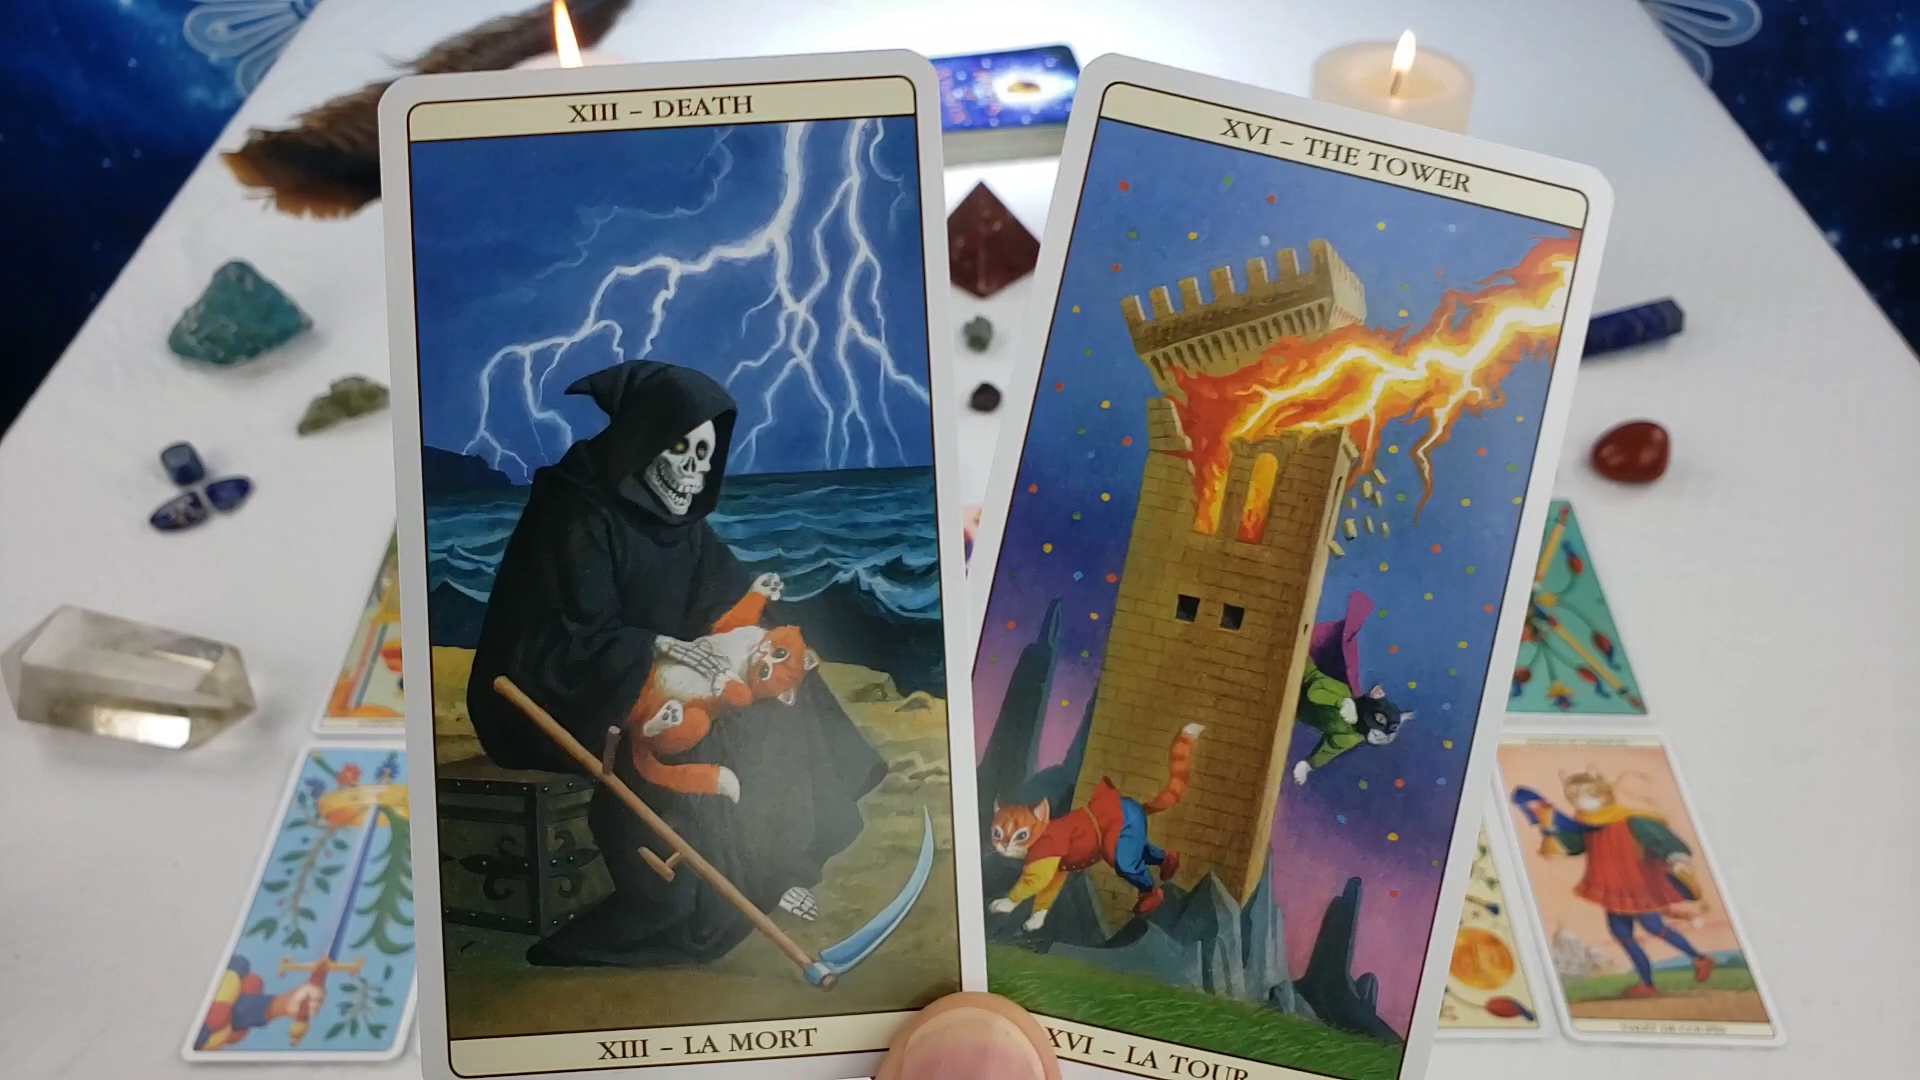 XIII – DEATH
XIII – LA MORT
XVI – THE TOWER
XVI – LA TOUR